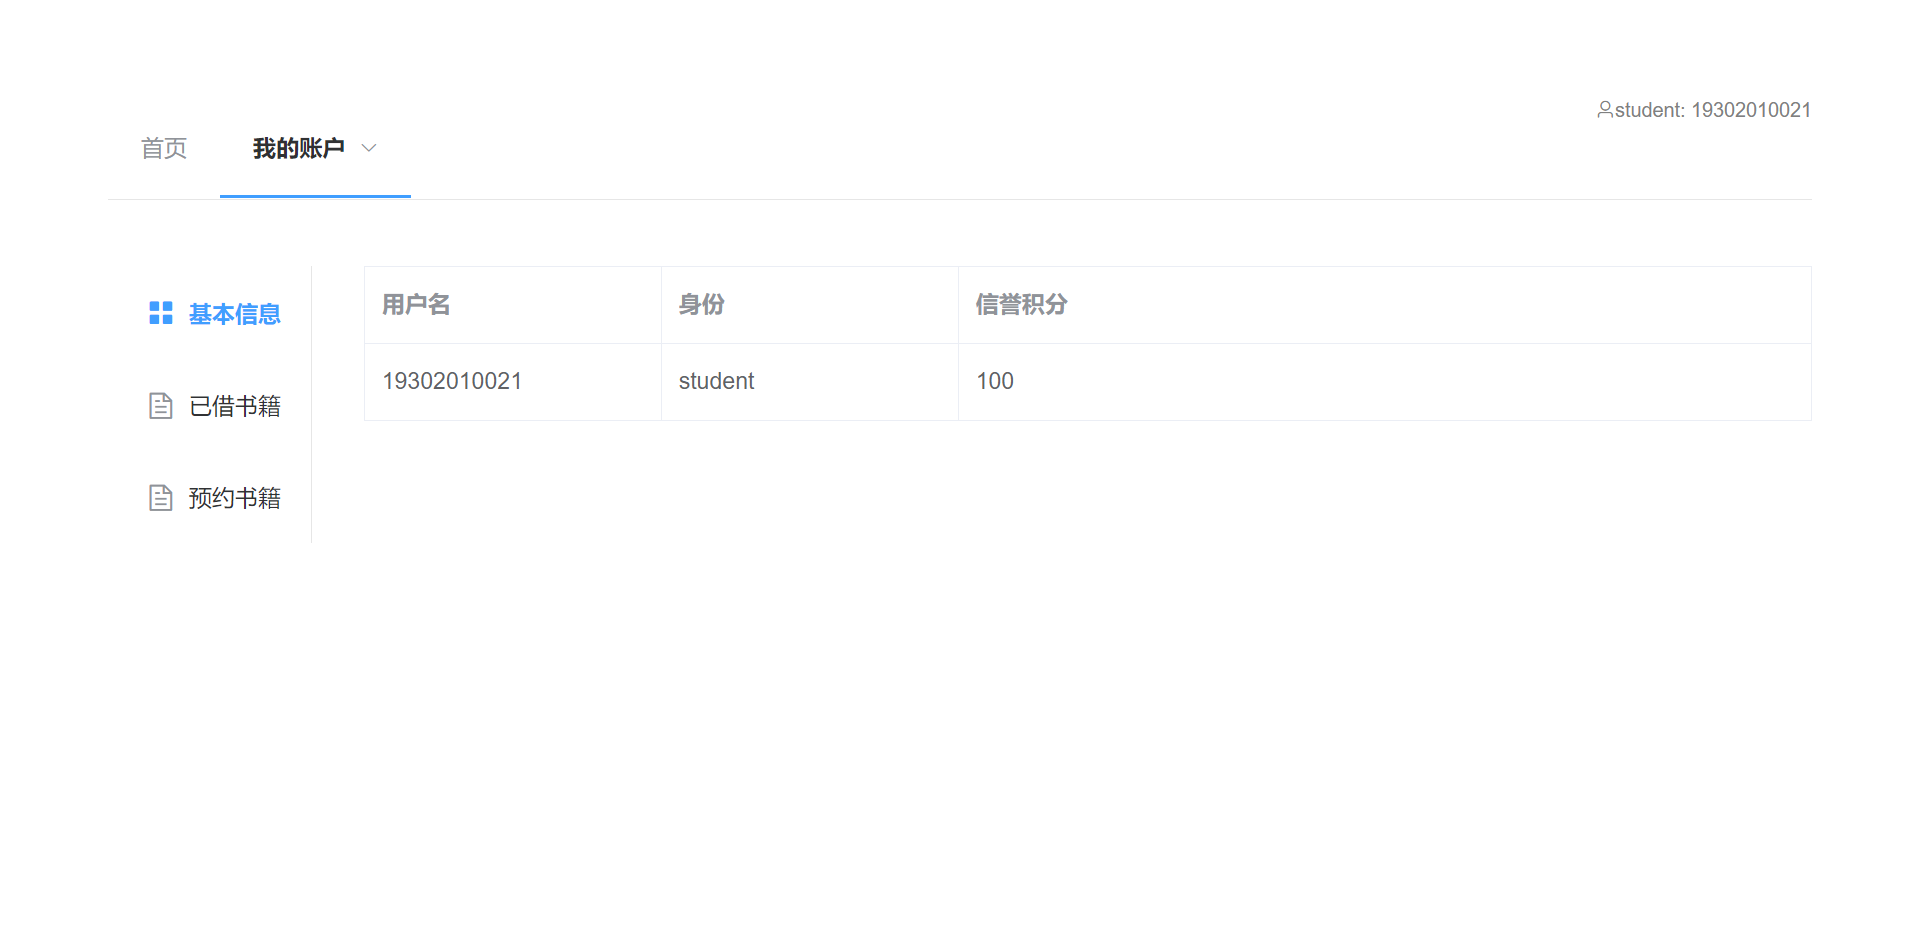 student: 19302010021
首页 我的账户
基本信息
已借书籍
预约书籍
用户名 身份 信誉积分
19302010021 student 100